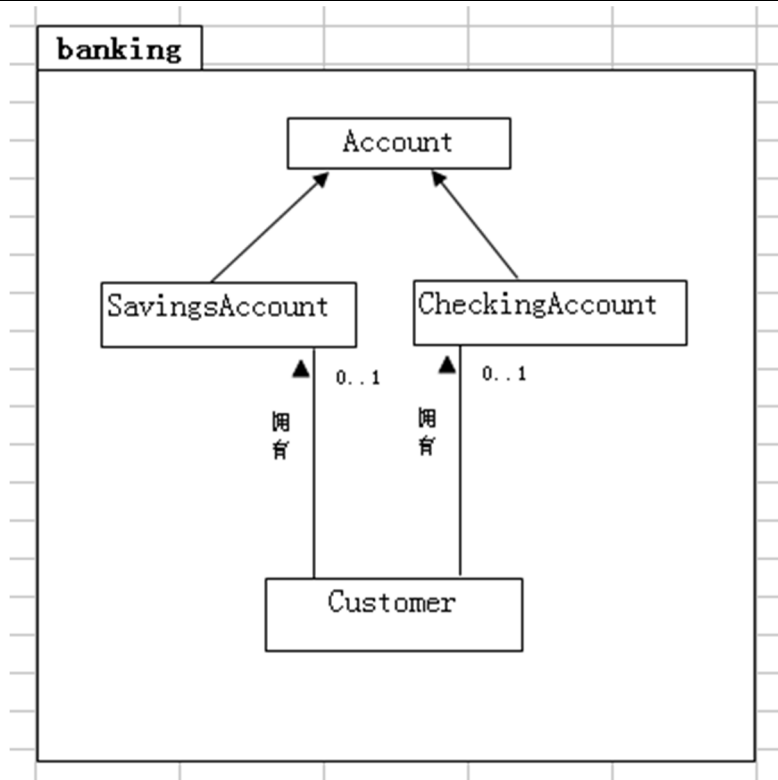 banking
Account
SavingsAccount
CheckingAccount
0..1
0..1
拥
有
拥
有
Customer